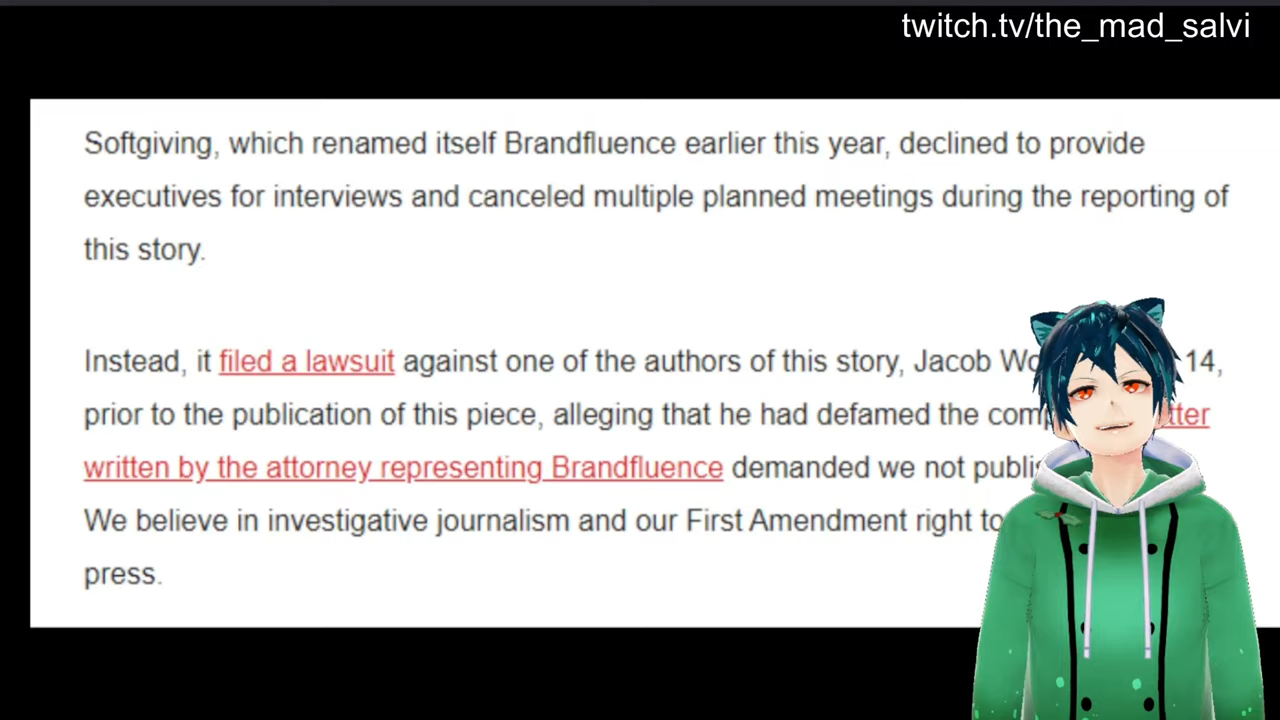 twitch.tv/the_mad_salvi
Softgiving, which renamed itself Brandfluence earlier this year, declined to provide
executives for interviews and canceled multiple planned meetings during the reporting of
this story.
Instead, it filed a lawsuit against one of the authors of this story, Jacob 14,
prior to the publication of this piece, alleging that he had defamed the
written by the attorney representing Brandfluence demanded we not
We believe in investigative journalism and our First Amendment right to
press.